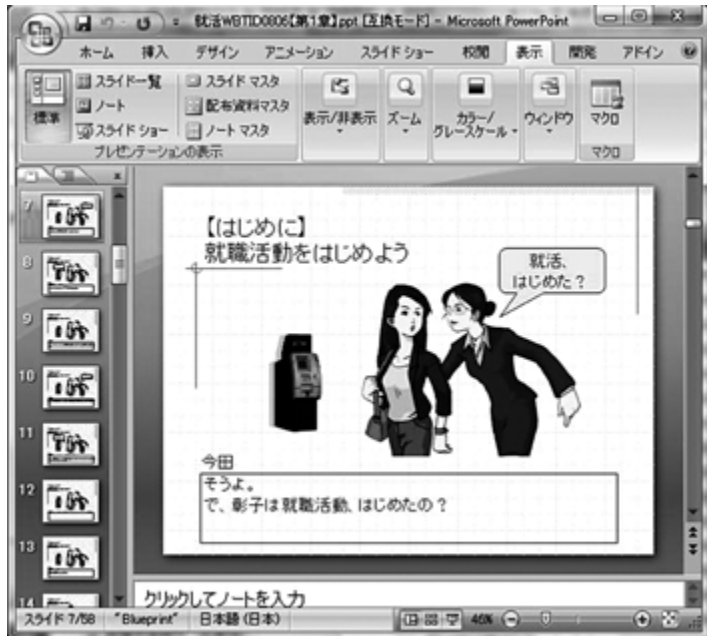 就活WBTID0806【第1章】ppt [互換モード] - Microsoft PowerPoint
ホーム 挿入 デザイン アニメーション スライド ショー 校閲 表示 開発 アドイン
標準
スライド一覧
ノート
スライド ショー
スライド マスタ
配布資料マスタ
ノート マスタ
プレゼンテーションの表示
表示/非表示
ズーム
カラー/
グレースケール
ウィンドウ
マクロ
マクロ
7
8
9
10
11
12
13
14
【はじめに】
就職活動をはじめよう
就活、
はじめた？
今田
そうよ。
で、彰子は就職活動、はじめたの？
クリックしてノートを入力
スライド 7/58 "Blueprint" 日本語 (日本) 46%